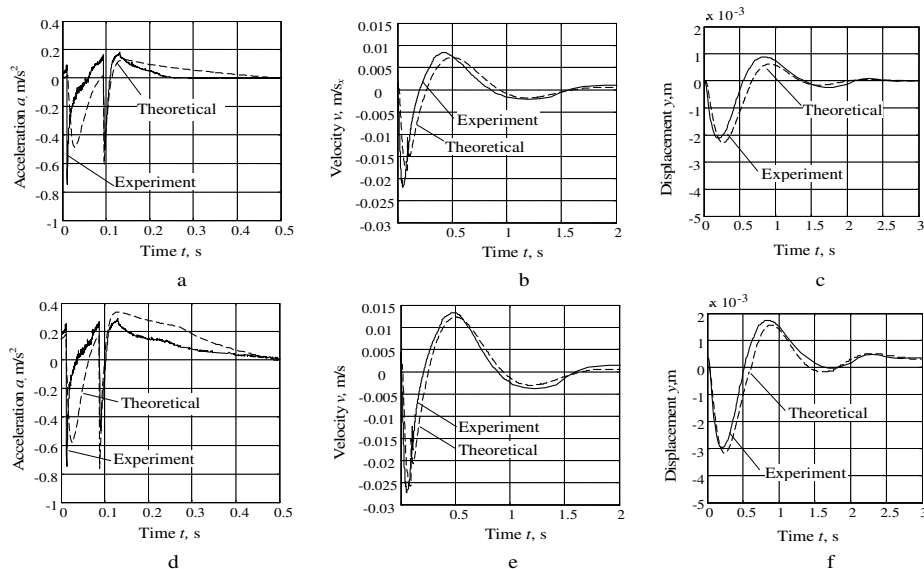 Acceleration a, m/s²
0.4
0.2
0
-0.2
-0.4
-0.6
-0.8
-1
Theoretical
Experiment
0 0.1 0.2 0.3 0.4 0.5
Time t, s
a
Velocity v, m/s,x
0.015
0.01
0.005
0
-0.005
-0.01
-0.015
-0.02
-0.025
-0.03
Experiment
Theoretical
0.5 1 1.5 2
Time t, s
b
x 10⁻³
Displacement y,m
2
1
0
-1
-2
-3
-4
-5
Theoretical
Experiment
0 0.5 1 1.5 2 2.5 3
Time t, s
c
Acceleration a, m/s²
0.4
0.2
0
-0.2
-0.4
-0.6
-0.8
-1
Theoretical
Experiment
0 0.1 0.2 0.3 0.4 0.5
Time t, s
d
Velocity v, m/s
0.015
0.01
0.005
0
-0.005
-0.01
-0.015
-0.02
-0.025
-0.03
Experiment
Theoretical
0.5 1 1.5 2
Time t, s
e
x 10⁻³
Displacement y,m
2
1
0
-1
-2
-3
-4
-5
Theoretical
Experiment
0 0.5 1 1.5 2 2.5 3
Time t, s
f